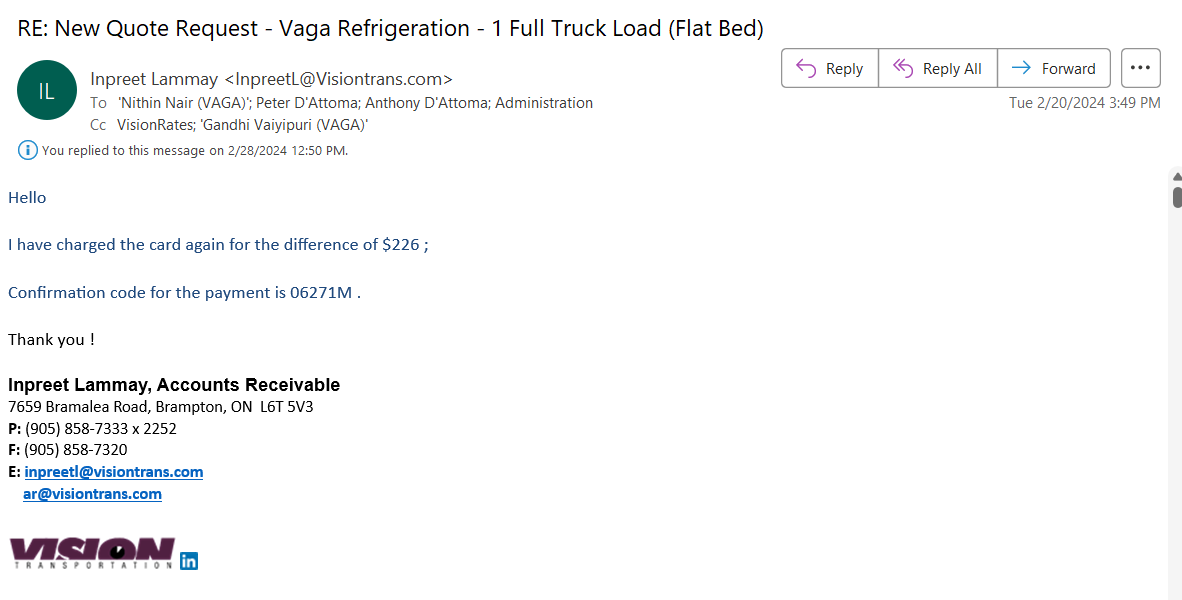 RE: New Quote Request - Vaga Refrigeration - 1 Full Truck Load (Flat Bed)
IL
Inpreet Lammay <InpreetL@Visiontrans.com>
Reply
Reply All
Forward
To 'Nithin Nair (VAGA)'; Peter D'Attoma; Anthony D'Attoma; Administration
Tue 2/20/2024 3:49 PM
Cc VisionRates; 'Gandhi Vaiyipuri (VAGA)'
You replied to this message on 2/28/2024 12:50 PM.
Hello
I have charged the card again for the difference of $226 ;
Confirmation code for the payment is 06271M .
Thank you !
Inpreet Lammay, Accounts Receivable
7659 Bramalea Road, Brampton, ON  L6T 5V3
P: (905) 858-7333 x 2252
F: (905) 858-7320
E: inpreetl@visiontrans.com
ar@visiontrans.com
VISION
TRANSPORTATION
in